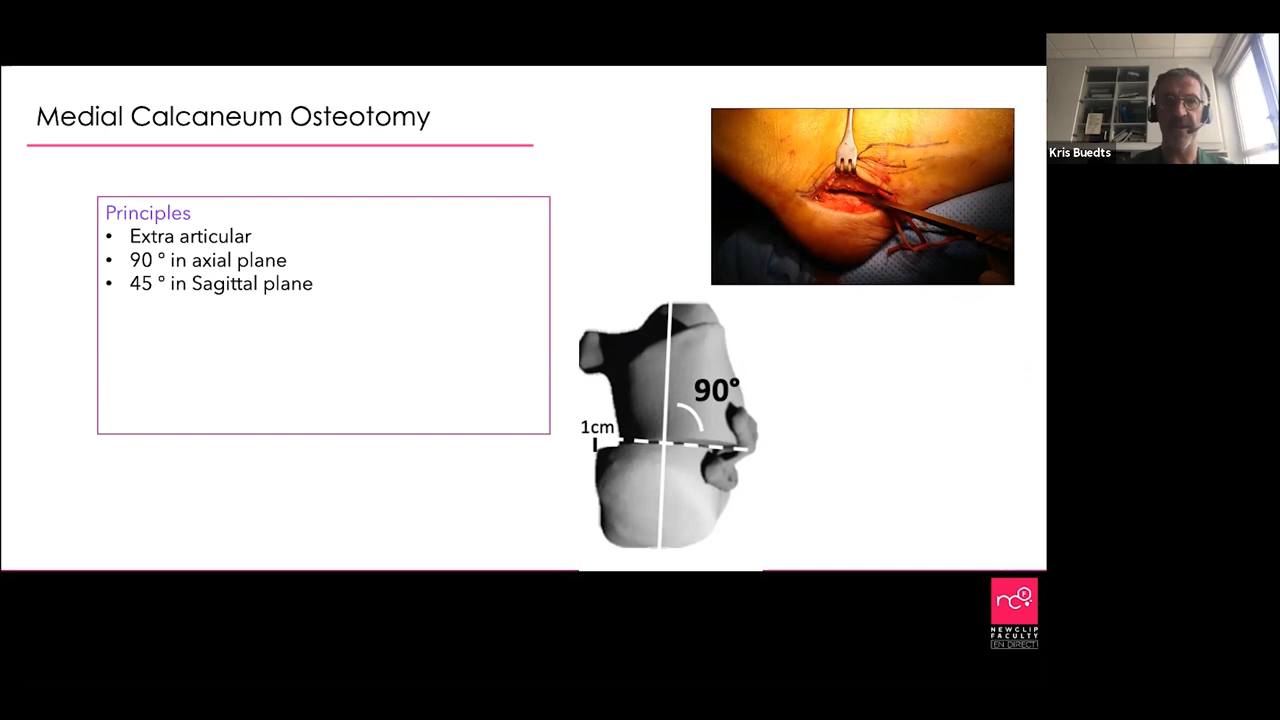 Medial Calcaneum Osteotomy
Principles
• Extra articular
• 90 º in axial plane
• 45 º in Sagittal plane
90°
1cm
Kris Buedts
nc F
NEWCLIP
FACULTY
EN DIRECT